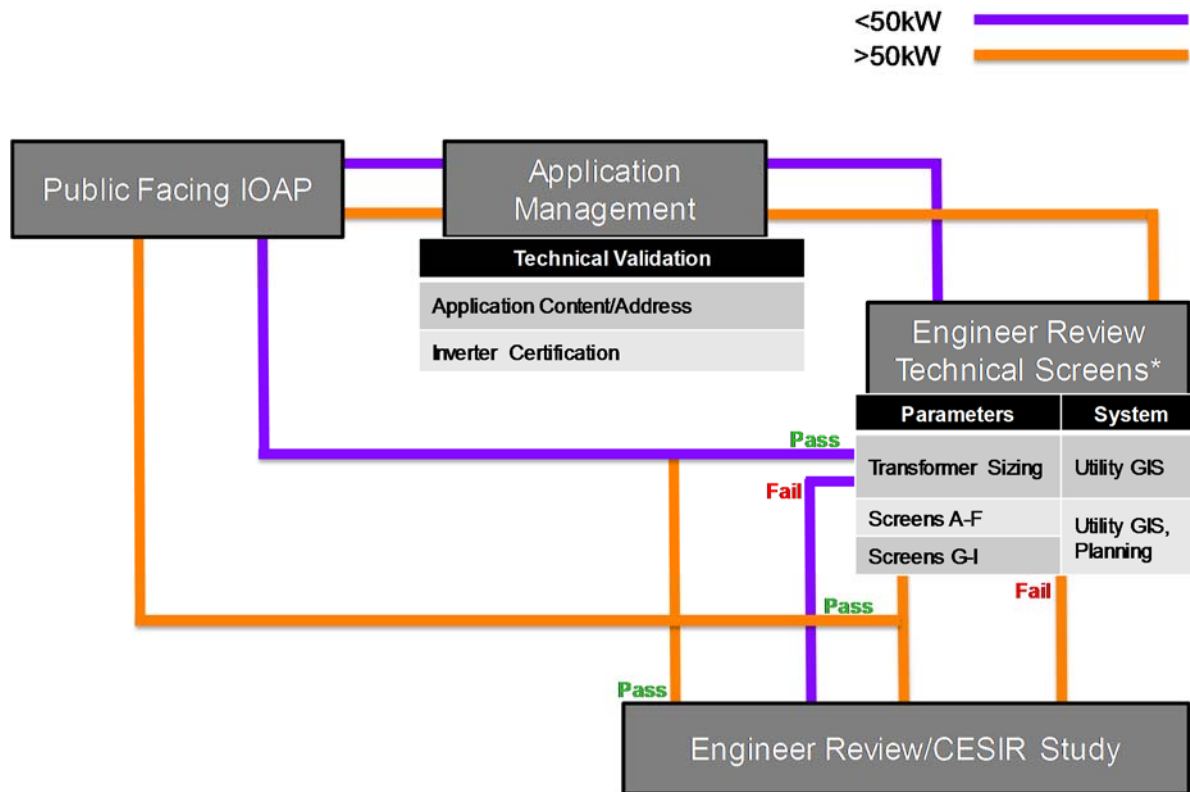 <50kW
>50kW
Public Facing IOAP
Application
Management
Technical Validation
Application Content/Address
Inverter Certification
Engineer Review
Technical Screens*
Parameters
System
Transformer Sizing
Utility GIS
Screens A-F
Screens G-I
Utility GIS,
Planning
Pass
Fail
Pass
Fail
Pass
Engineer Review/CESIR Study